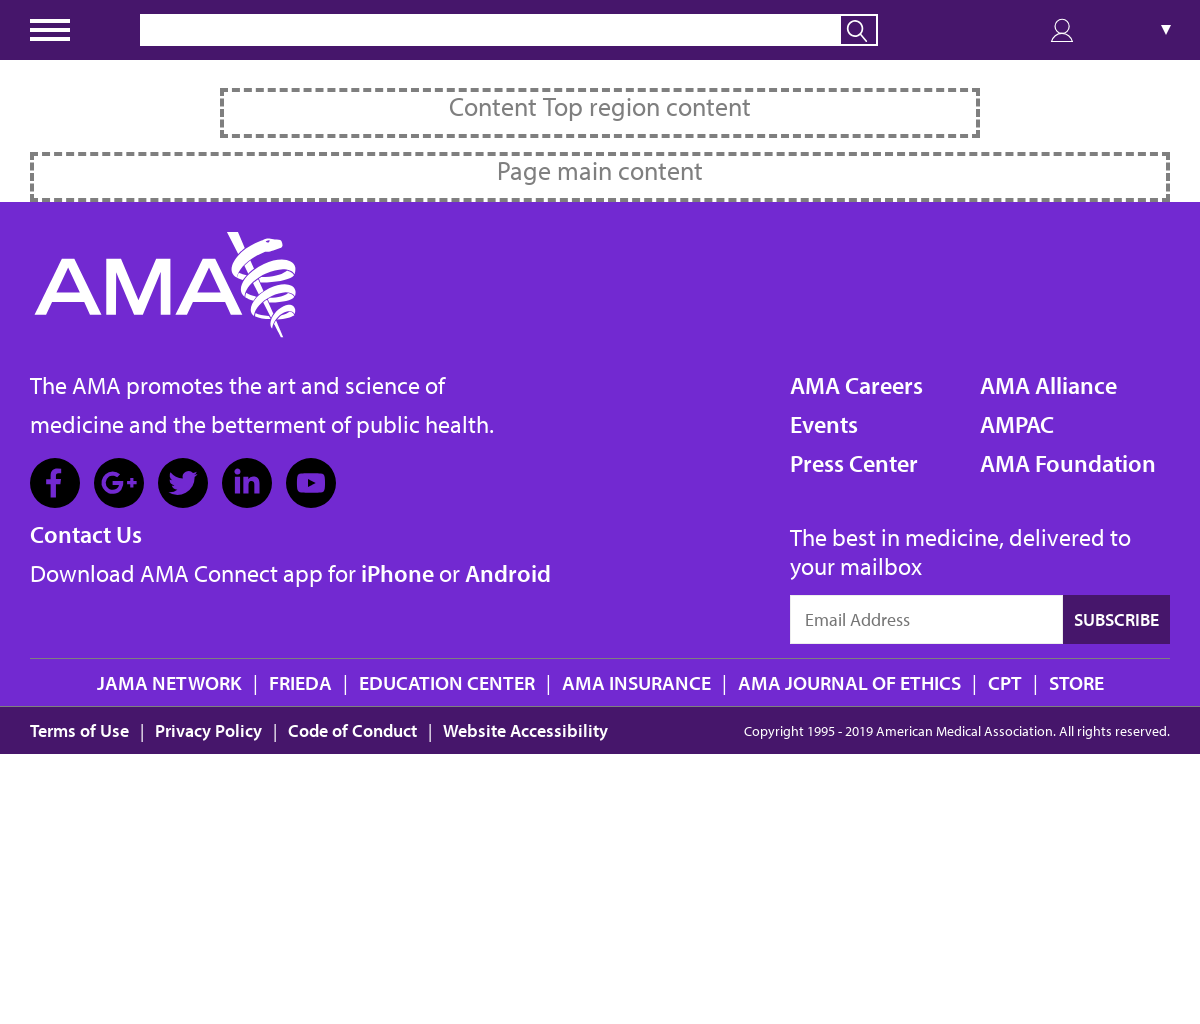 ▼
Content Top region content
Page main content
AMA
The AMA promotes the art and science of
medicine and the betterment of public health.
AMA Careers
Events
Press Center
AMA Alliance
AMPAC
AMA Foundation
Contact Us
Download AMA Connect app for iPhone or Android
The best in medicine, delivered to
your mailbox
Email Address
SUBSCRIBE
JAMA NETWORK | FRIEDA | EDUCATION CENTER | AMA INSURANCE | AMA JOURNAL OF ETHICS | CPT | STORE
Terms of Use | Privacy Policy | Code of Conduct | Website Accessibility
Copyright 1995 - 2019 American Medical Association. All rights reserved.